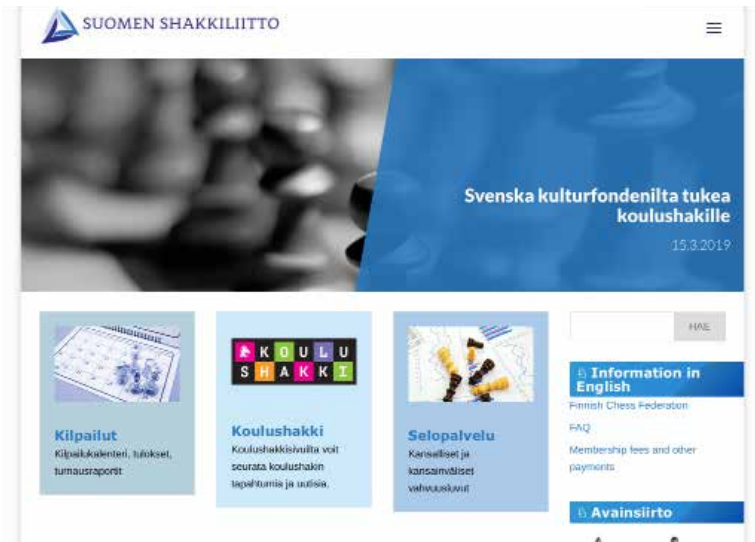 SUOMEN SHAKKILIITTO
Svenska kulturfondenilta tukea
koulushakille
15.3.2019
Kilpailut
Kilpailukalenteri, tulokset,
turnausraportit
KOULU
SHAKKI
Koulushakki
Koulushakkisivuilta voit
seurata koulushakin
tapahtumia ja uutisia.
Selopalvelu
Kansalliset ja
kansainväliset
vahvuusluvut
HAE
Information in
English
Finnish Chess Federation
FAQ
Membership fees and other
payments
Avainsiirto